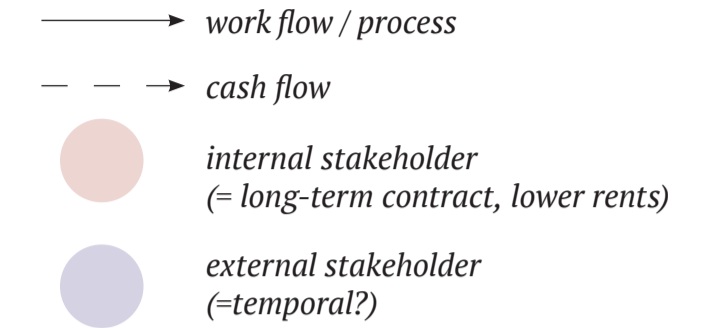 work flow / process
cash flow
internal stakeholder
(= long-term contract, lower rents)
external stakeholder
(=temporal?)